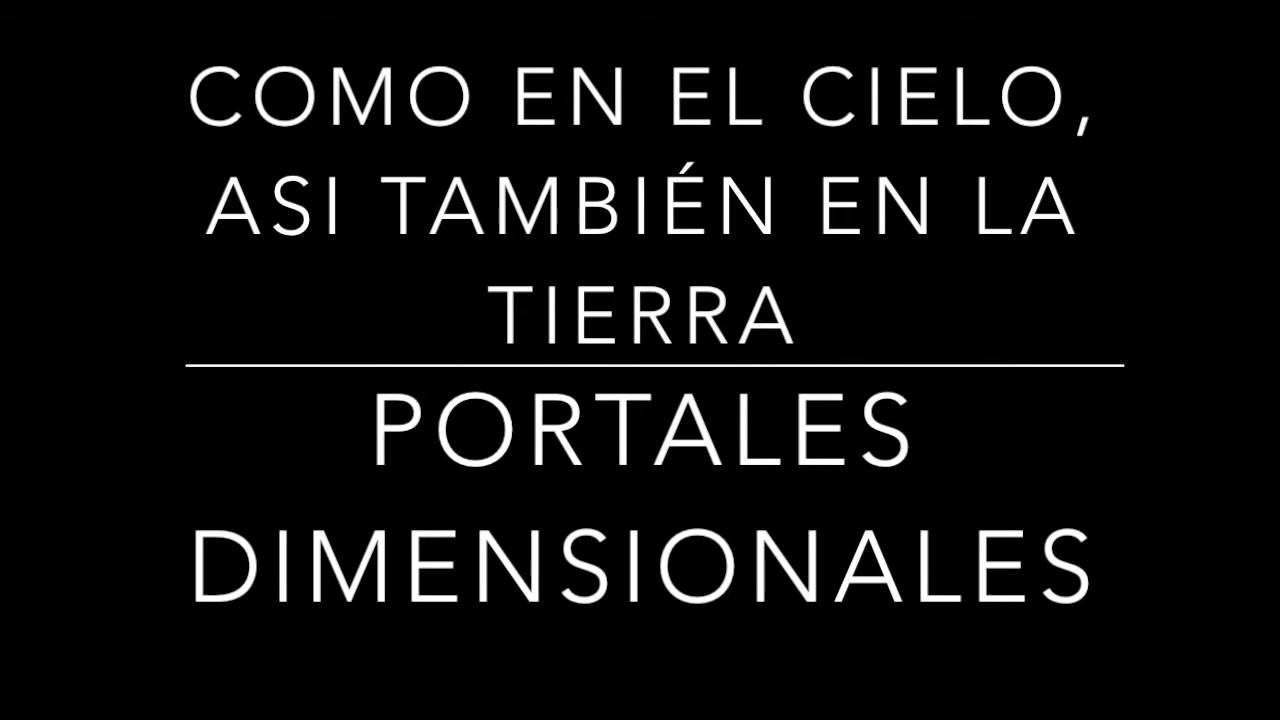 COMO EN EL CIELO,
ASI TAMBIÉN EN LA
TIERRA
PORTALES
DIMENSIONALES